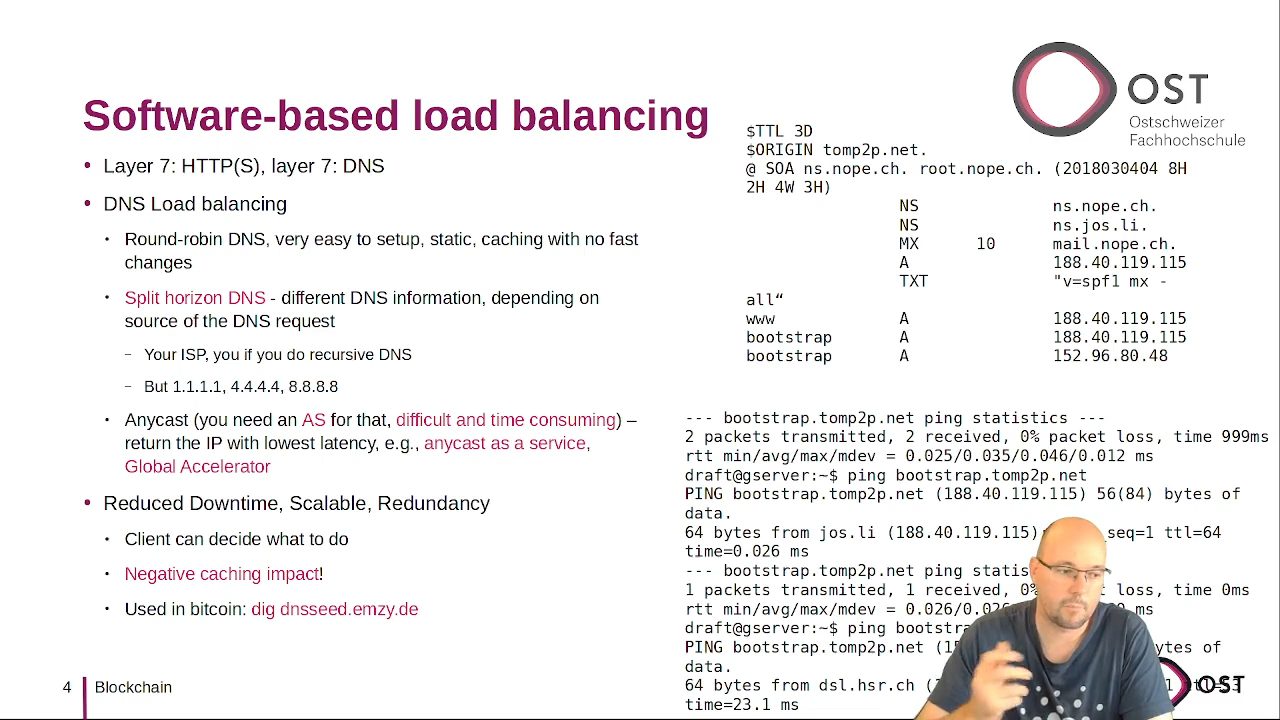 OST
Ostschweizer
Fachhochschule
Software-based load balancing
• Layer 7: HTTP(S), layer 7: DNS
• DNS Load balancing
• Round-robin DNS, very easy to setup, static, caching with no fast
changes
• Split horizon DNS - different DNS information, depending on
source of the DNS request
– Your ISP, you if you do recursive DNS
– But 1.1.1.1, 4.4.4.4, 8.8.8.8
• Anycast (you need an AS for that, difficult and time consuming) –
return the IP with lowest latency, e.g., anycast as a service,
Global Accelerator
• Reduced Downtime, Scalable, Redundancy
• Client can decide what to do
• Negative caching impact!
• Used in bitcoin: dig dnsseed.emzy.de
$TTL 3D
$ORIGIN tomp2p.net.
@ SOA ns.nope.ch. root.nope.ch. (2018030404 8H
2H 4W 3H)
NS ns.nope.ch.
NS ns.jos.li.
MX 10 mail.nope.ch.
A 188.40.119.115
TXT "v=spf1 mx -
all“
www A 188.40.119.115
bootstrap A 188.40.119.115
bootstrap A 152.96.80.48
--- bootstrap.tomp2p.net ping statistics ---
2 packets transmitted, 2 received, 0% packet loss, time 999ms
rtt min/avg/max/mdev = 0.025/0.035/0.046/0.012 ms
draft@gserver:~$ ping bootstrap.tomp2p.net
PING bootstrap.tomp2p.net (188.40.119.115) 56(84) bytes of
data.
64 bytes from jos.li (188.40.119.115) seq=1 ttl=64
time=0.026 ms
--- bootstrap.tomp2p.net ping
1 packets transmitted, 1 received, 0% loss, time 0ms
rtt min/avg/max/mdev = ms
draft@gserver:~$ ping
PING bootstrap.tomp2p.net of
data.
64 bytes from dsl.hsr.ch
time=23.1 ms
4 Blockchain
OST